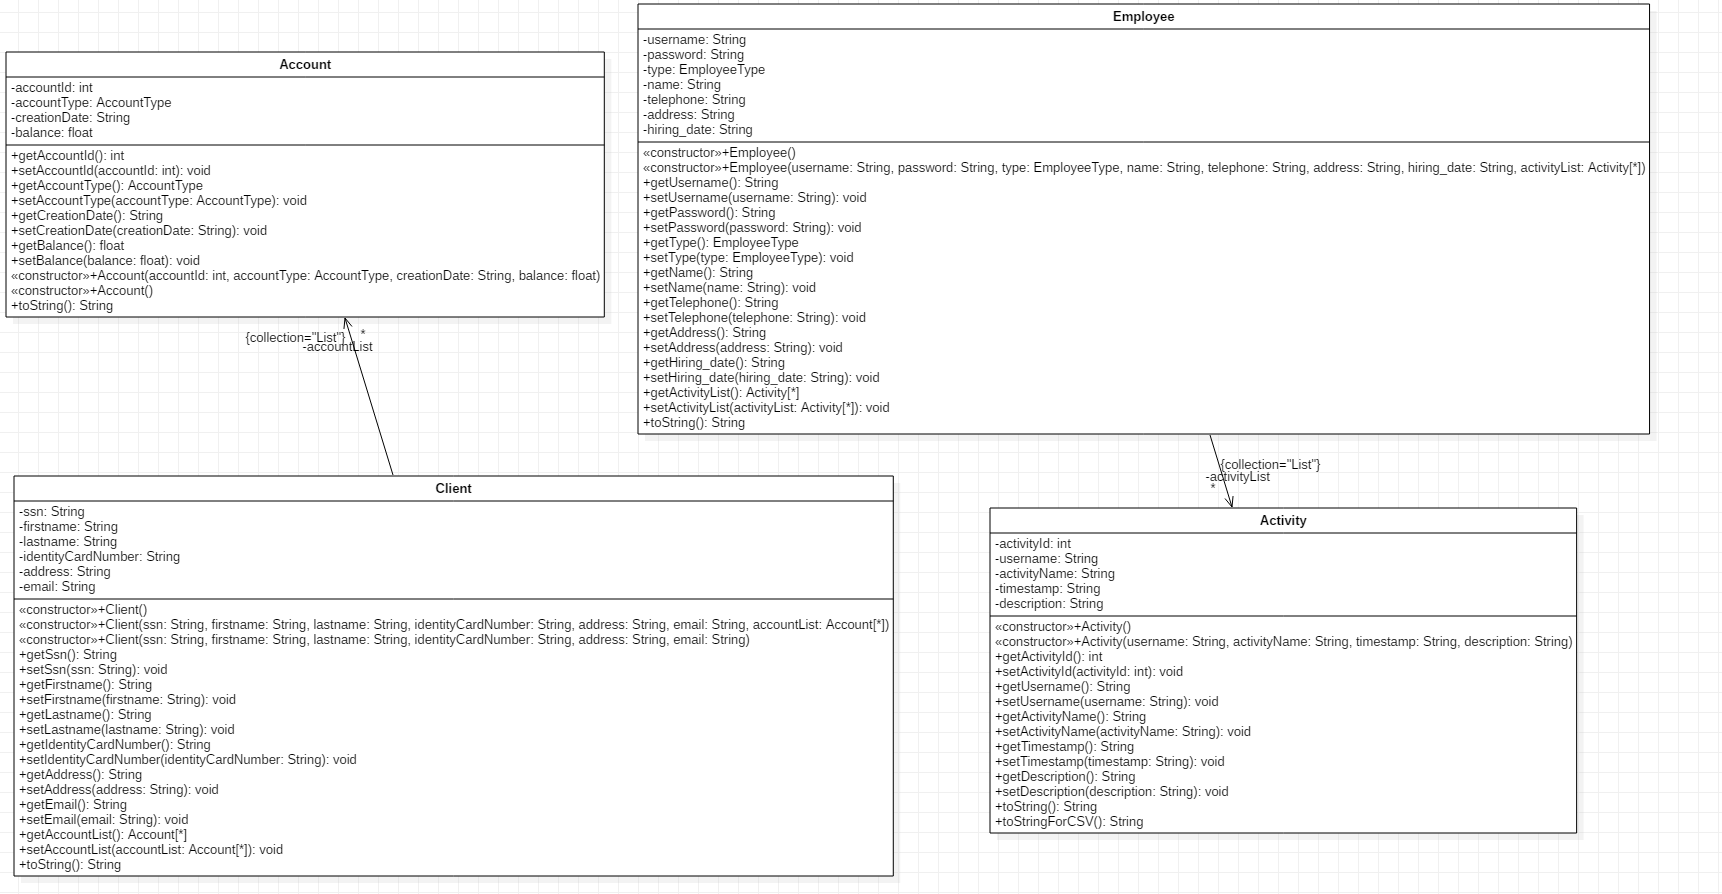 Account
-accountId: int
-accountType: AccountType
-creationDate: String
-balance: float
+getAccountId(): int
+setAccountId(accountId: int): void
+getAccountType(): AccountType
+setAccountType(accountType: AccountType): void
+getCreationDate(): String
+setCreationDate(creationDate: String): void
+getBalance(): float
+setBalance(balance: float): void
«constructor»+Account(accountId: int, accountType: AccountType, creationDate: String, balance: float)
«constructor»+Account()
+toString(): String
Employee
-username: String
-password: String
-type: EmployeeType
-name: String
-telephone: String
-address: String
-hiring_date: String
«constructor»+Employee()
«constructor»+Employee(username: String, password: String, type: EmployeeType, name: String, telephone: String, address: String, hiring_date: String, activityList: Activity[*])
+getUsername(): String
+setUsername(username: String): void
+getPassword(): String
+setPassword(password: String): void
+getType(): EmployeeType
+setType(type: EmployeeType): void
+getName(): String
+setName(name: String): void
+getTelephone(): String
+setTelephone(telephone: String): void
+getAddress(): String
+setAddress(address: String): void
+getHiring_date(): String
+setHiring_date(hiring_date: String): void
+getActivityList(): Activity[*]
+setActivityList(activityList: Activity[*]): void
+toString(): String
{collection="List"}
*
-accountList
{collection="List"}
-activityList
*
Client
-ssn: String
-firstname: String
-lastname: String
-identityCardNumber: String
-address: String
-email: String
«constructor»+Client()
«constructor»+Client(ssn: String, firstname: String, lastname: String, identityCardNumber: String, address: String, email: String, accountList: Account[*])
«constructor»+Client(ssn: String, firstname: String, lastname: String, identityCardNumber: String, address: String, email: String)
+getSsn(): String
+setSsn(ssn: String): void
+getFirstname(): String
+setFirstname(firstname: String): void
+getLastname(): String
+setLastname(lastname: String): void
+getIdentityCardNumber(): String
+setIdentityCardNumber(identityCardNumber: String): void
+getAddress(): String
+setAddress(address: String): void
+getEmail(): String
+setEmail(email: String): void
+getAccountList(): Account[*]
+setAccountList(accountList: Account[*]): void
+toString(): String
Activity
-activityId: int
-username: String
-activityName: String
-timestamp: String
-description: String
«constructor»+Activity()
«constructor»+Activity(username: String, activityName: String, timestamp: String, description: String)
+getActivityId(): int
+setActivityId(activityId: int): void
+getUsername(): String
+setUsername(username: String): void
+getActivityName(): String
+setActivityName(activityName: String): void
+getTimestamp(): String
+setTimestamp(timestamp: String): void
+getDescription(): String
+setDescription(description: String): void
+toString(): String
+toStringForCSV(): String